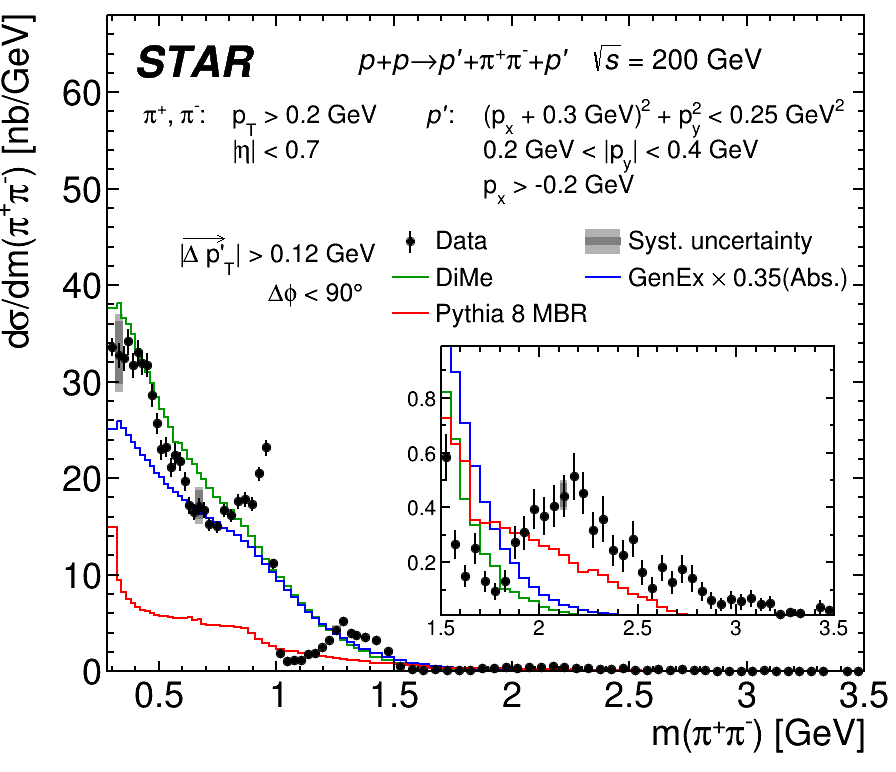 STAR p+p→p′+π⁺π⁻+p′ √s = 200 GeV
π⁺, π⁻: p_T > 0.2 GeV p′: (p_x + 0.3 GeV)² + p_y² < 0.25 GeV²
|η| < 0.7 0.2 GeV < |p_y| < 0.4 GeV
p_x > -0.2 GeV
|Δ p′_T| > 0.12 GeV
Δϕ < 90°
Data Syst. uncertainty
DiMe GenEx × 0.35(Abs.)
Pythia 8 MBR
dσ/dm(π⁺π⁻) [nb/GeV]
60
50
40
30
20
10
0
0.5 1 1.5 2 2.5 3 3.5
m(π⁺π⁻) [GeV]
0.8
0.6
0.4
0.2
1.5 2 2.5 3 3.5